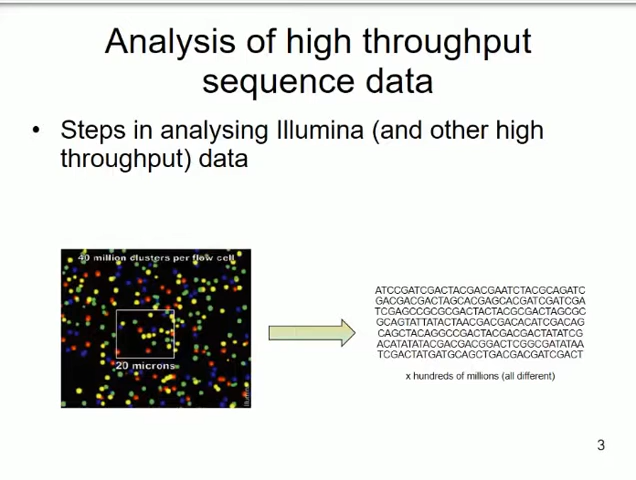 Analysis of high throughput
sequence data
• Steps in analysing Illumina (and other high
throughput) data
40 million clusters per flow cell
20 microns
ATCCGATCGACTACGACGAATCTACGCAGATC
GACGACGACTAGCACGAGCACGATCGATCGA
TCGAGCCGCGCGACTACTACGCGACTAGCGC
GCAGTATTATACTAACGACGACACATCGACAG
CAGCTACAGGCCGACTACGACGACTATATCG
ACATATATACGACGACGGACTCGGCGATATAA
TCGACTATGATGCAGCTGACGACGATCGACT
x hundreds of millions (all different)
3